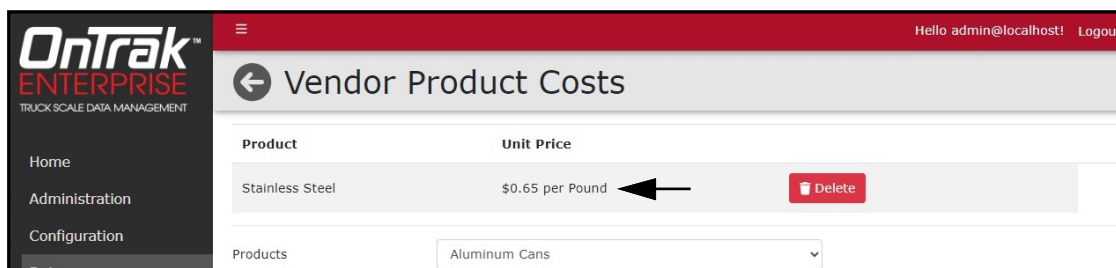 OnTrak™
ENTERPRISE
TRUCK SCALE DATA MANAGEMENT
Home
Administration
Configuration
Hello admin@localhost! Logou
Vendor Product Costs
Product Unit Price
Stainless Steel $0.65 per Pound Delete
Products Aluminum Cans